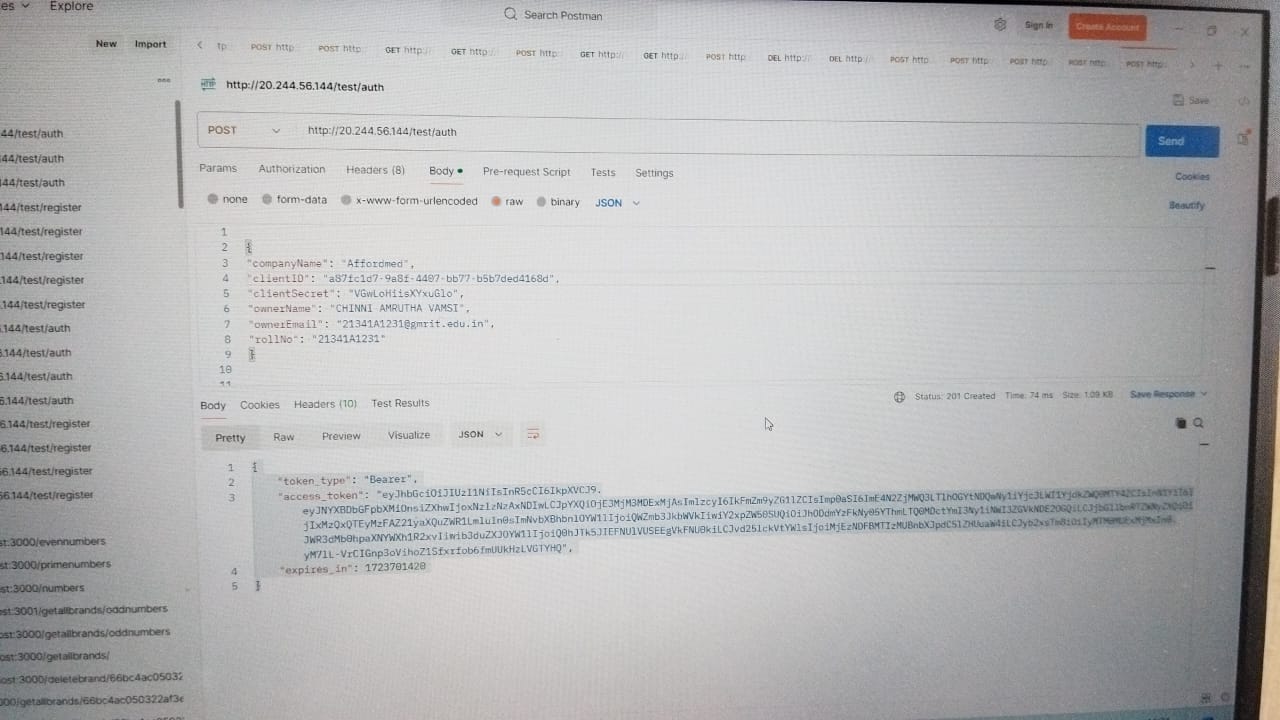 es Explore
Search Postman
Sign In Create Account
New Import
POST http: POST http: GET http:/ GET http:/ POST http: GET http:/ GET http:/ POST http: DEL http:/ DEL http:/ POST http: POST http: POST http: POST http: POST http:
http://20.244.56.144/test/auth
Save
POST http://20.244.56.144/test/auth
Send
Params Authorization Headers (8) Body Pre-request Script Tests Settings
Cookies
none form-data x-www-form-urlencoded raw binary JSON
Beautify
1
2 {
3 "companyName": "Affordmed",
4 "clientID": "a87fc1d7-9a8f-4407-bb77-b5b7ded4168d",
5 "clientSecret": "VGwLoHiisXYxuGlo",
6 "ownerName": "CHINNI AMRUTHA VAMSI",
7 "ownerEmail": "21341A1231@gmrit.edu.in",
8 "rollNo": "21341A1231"
9 }
10
11
Body Cookies Headers (10) Test Results
Status: 201 Created Time: 74 ms Size: 1.09 KB Save Response
Pretty Raw Preview Visualize JSON
1 {
2 "token_type": "Bearer",
3 "access_token":
4 "expires_in": 1723701420
5 }
44/test/auth
44/test/auth
44/test/auth
144/test/register
144/test/register
144/test/register
.144/test/register
.144/test/register
6.144/test/auth
6.144/test/auth
6.144/test/auth
6.144/test/auth
6.144/test/register
6.144/test/register
56.144/test/register
56.144/test/register
st:3000/evennumbers
st:3000/primenumbers
st:3000/numbers
ost:3001/getallbrands/oddnumbers
ost:3000/getallbrands/oddnumbers
ost:3000/getallbrands/
ost:3000/deletebrand/66bc4ac05032
000/getallbrands/66bc4ac050322af3e